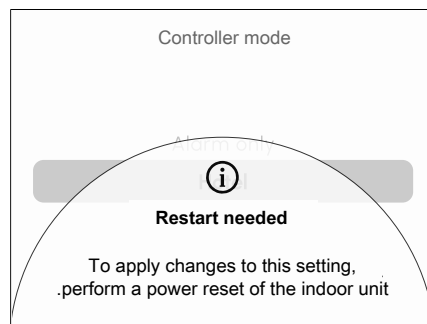 Controller mode
Alarm only
Hotel
Restart needed
To apply changes to this setting,
.perform a power reset of the indoor unit